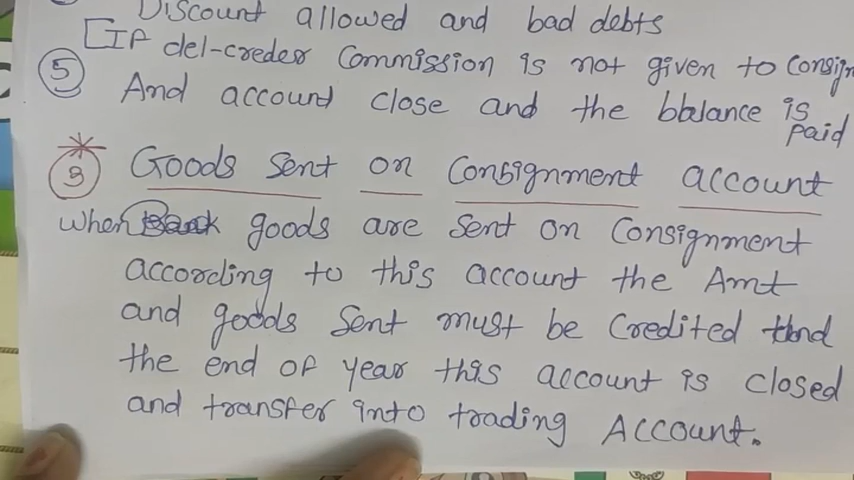 Discount allowed and bad debts
[IF del-creder Commission is not given to Consign
5 And account close and the bbalance is paid
3 Goods Sent on Consignment account
when goods are Sent on Consignment
according to this account the Amt
and goods Sent must be Credited
the end of year this account is closed
and transfer into trading Account.